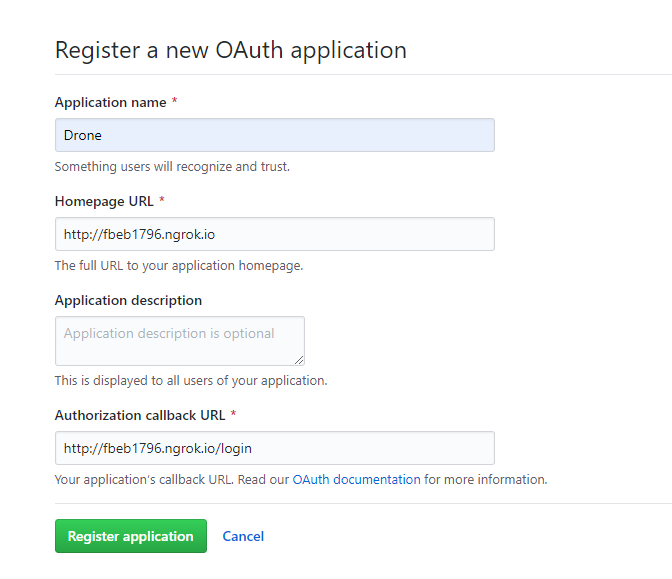 Register a new OAuth application
Application name *
Drone
Something users will recognize and trust.
Homepage URL *
http://fbeb1796.ngrok.io
The full URL to your application homepage.
Application description
Application description is optional
This is displayed to all users of your application.
Authorization callback URL *
http://fbeb1796.ngrok.io/login
Your application's callback URL. Read our OAuth documentation for more information.
Register application Cancel